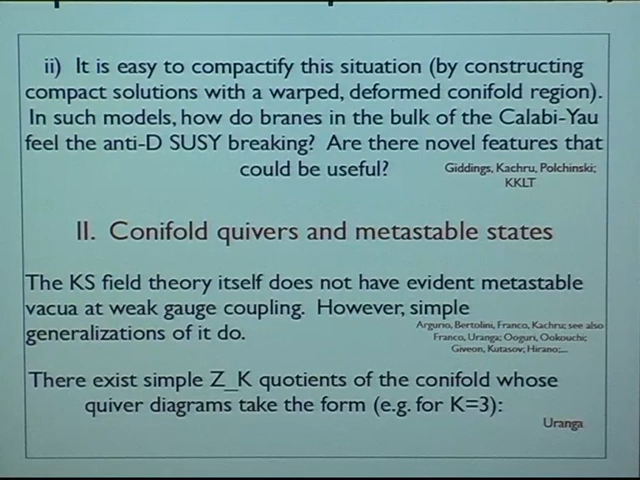 ii) It is easy to compactify this situation (by constructing
compact solutions with a warped, deformed conifold region).
In such models, how do branes in the bulk of the Calabi-Yau
feel the anti-D SUSY breaking? Are there novel features that
could be useful?
Giddings, Kachru, Polchinski;
KKLT
II. Conifold quivers and metastable states
The KS field theory itself does not have evident metastable
vacua at weak gauge coupling. However, simple
generalizations of it do.
Argurio, Bertolini, Franco, Kachru; see also
Franco, Uranga; Ooguri, Ookouchi;
Giveon, Kutasov; Hirano;...
There exist simple Z_K quotients of the conifold whose
quiver diagrams take the form (e.g. for K=3):
Uranga